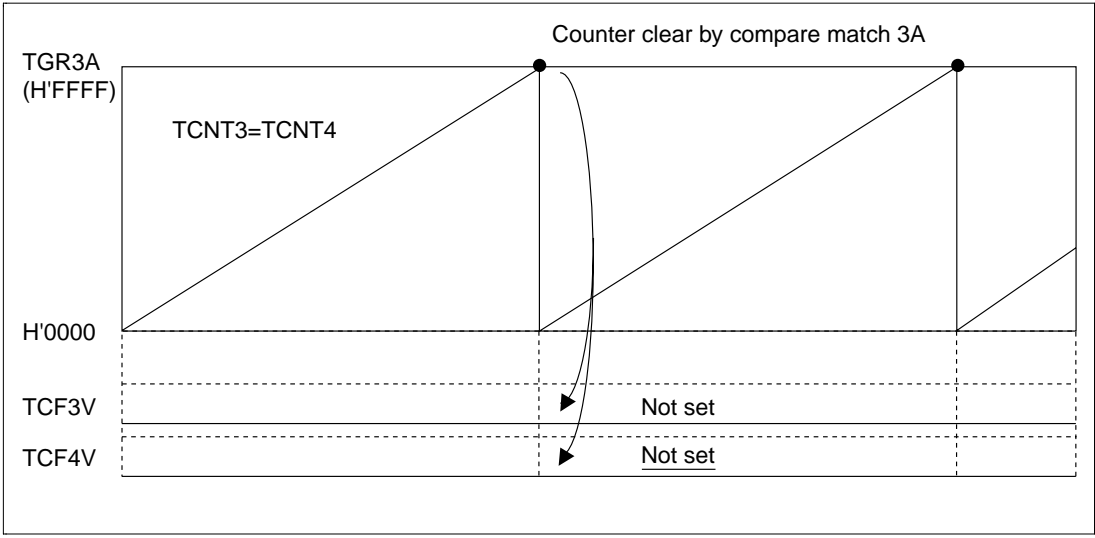 Counter clear by compare match 3A
TGR3A
(H'FFFF)
TCNT3=TCNT4
H'0000
TCF3V
Not set
TCF4V
Not set